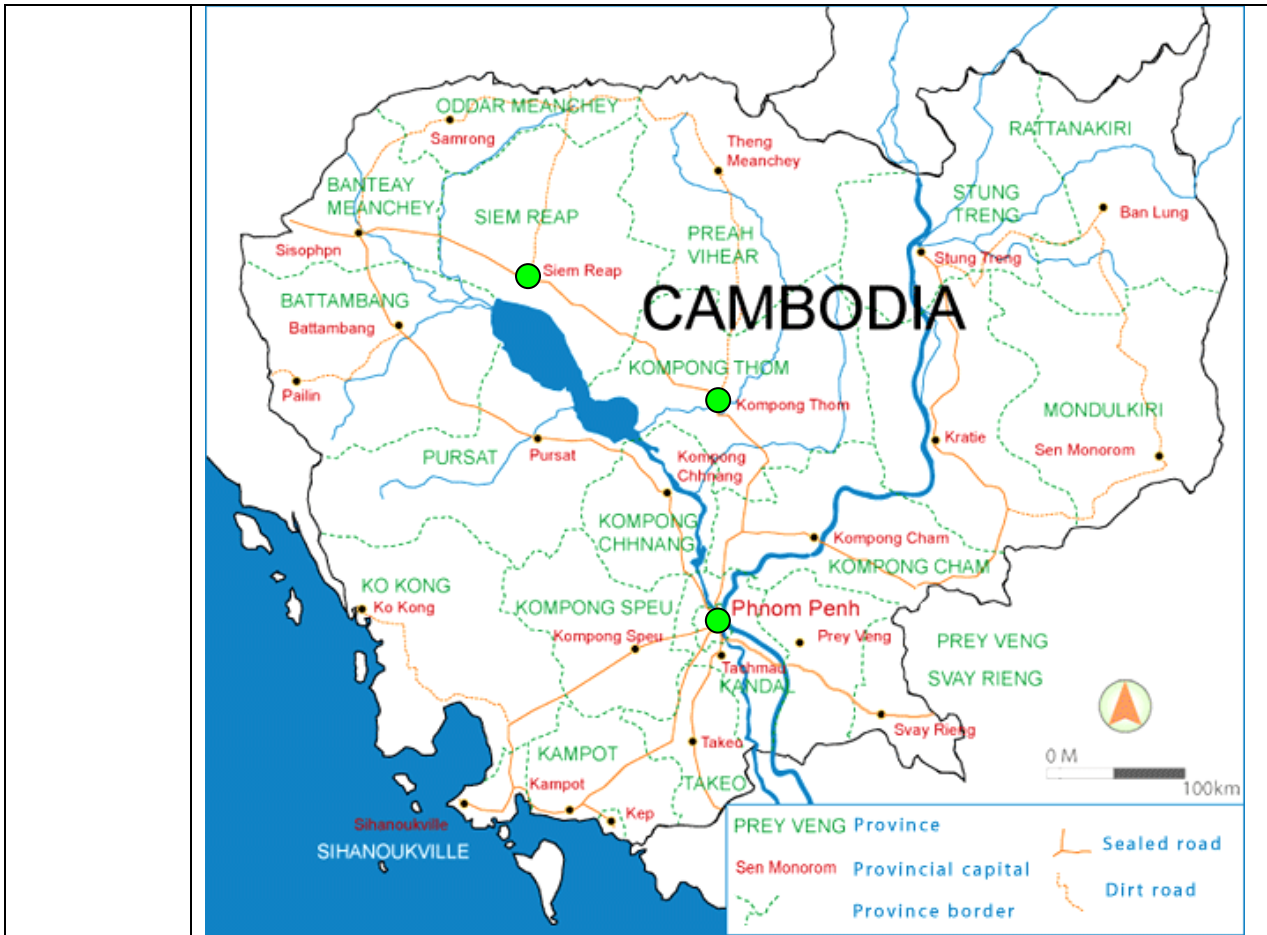 ODDAR MEANCHEY
Samrong
Theng
Meanchey
RATTANAKIRI
BANTEAY
MEANCHEY
SIEM REAP
STUNG
TRENG
Ban Lung
PREAH
VIHEAR
Sisophpn
Siem Reap
Stung Treng
BATTAMBANG
CAMBODIA
Battambang
KOMPONG THOM
Pailin
Kompong Thom
MONDULKIRI
Kratie
Sen Monorom
PURSAT
Pursat
Kompong
Chhnang
KOMPONG
CHHNANG
Kompong Cham
KOMPONG CHAM
KO KONG
Ko Kong
KOMPONG SPEU
Phnom Penh
Kompong Speu
Prey Veng
PREY VENG
Tachmau
KANDAL
SVAY RIENG
Svay Rieng
Takeo
KAMPOT
TAKEO
Kampot
Kep
0 M
100km
Sihanoukville
SIHANOUKVILLE
PREY VENG Province
Sen Monorom Provincial capital
Province border
Sealed road
Dirt road